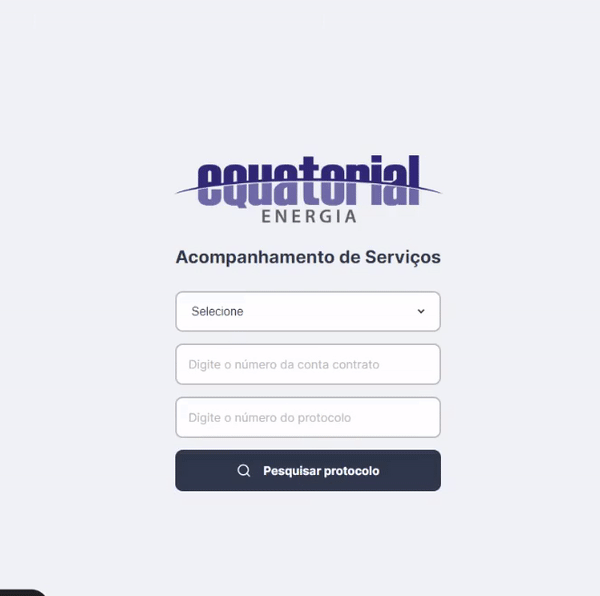 equatorial
ENERGIA
Acompanhamento de Serviços
Selecione
Digite o número da conta contrato
Digite o número do protocolo
Pesquisar protocolo